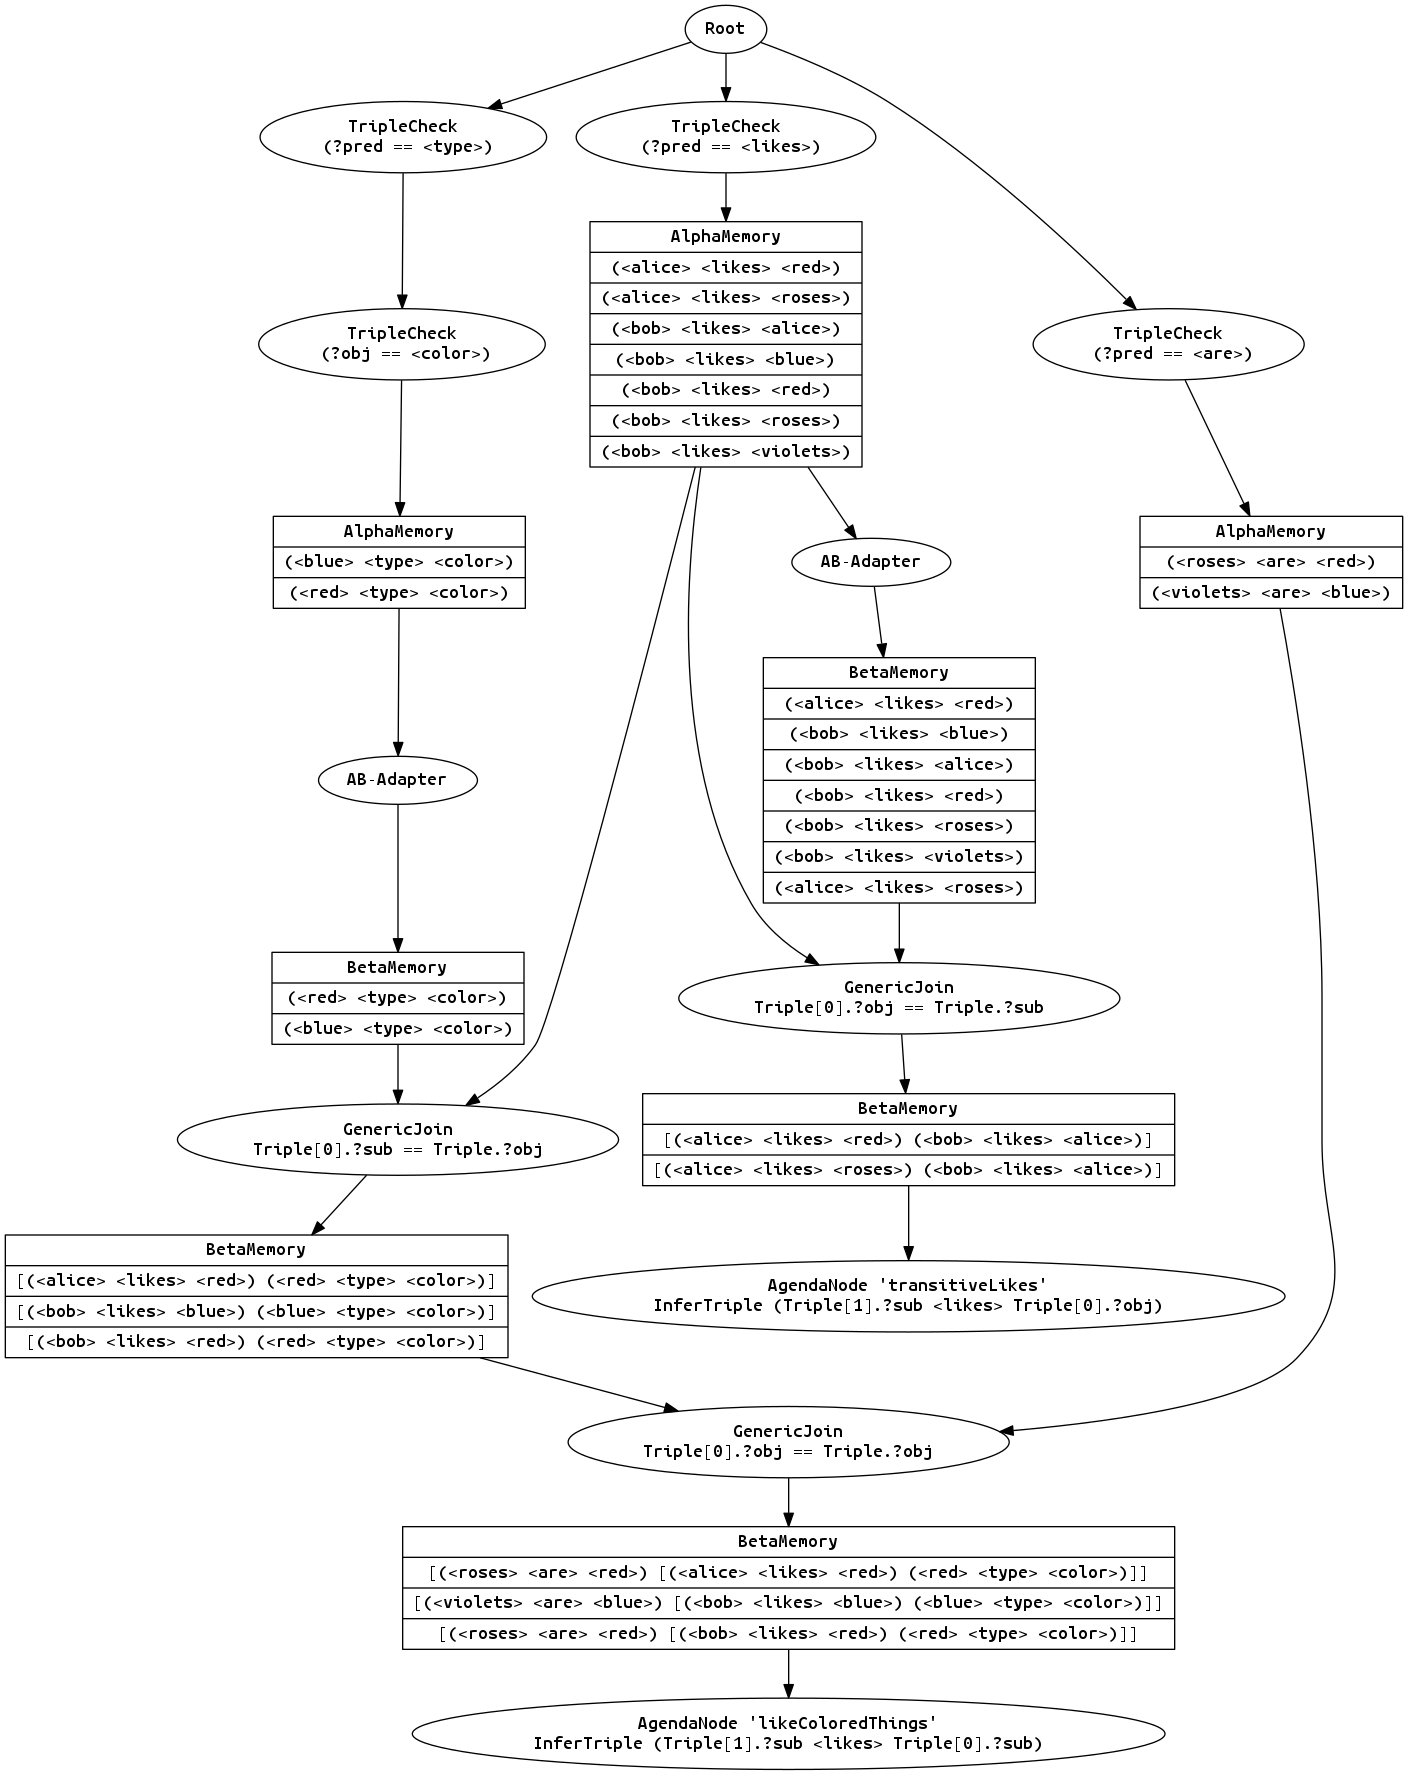 Root
TripleCheck
(?pred == <type>)
TripleCheck
(?pred == <likes>)
AlphaMemory
(<alice> <likes> <red>)
(<alice> <likes> <roses>)
(<bob> <likes> <alice>)
(<bob> <likes> <blue>)
(<bob> <likes> <red>)
(<bob> <likes> <roses>)
(<bob> <likes> <violets>)
TripleCheck
(?obj == <color>)
TripleCheck
(?pred == <are>)
AlphaMemory
(<blue> <type> <color>)
(<red> <type> <color>)
AB-Adapter
AlphaMemory
(<roses> <are> <red>)
(<violets> <are> <blue>)
BetaMemory
(<alice> <likes> <red>)
(<bob> <likes> <blue>)
(<bob> <likes> <alice>)
(<bob> <likes> <red>)
(<bob> <likes> <roses>)
(<bob> <likes> <violets>)
(<alice> <likes> <roses>)
AB-Adapter
BetaMemory
(<red> <type> <color>)
(<blue> <type> <color>)
GenericJoin
Triple[0].?obj == Triple.?sub
GenericJoin
Triple[0].?sub == Triple.?obj
BetaMemory
[(<alice> <likes> <red>) (<bob> <likes> <alice>)]
[(<alice> <likes> <roses>) (<bob> <likes> <alice>)]
BetaMemory
[(<alice> <likes> <red>) (<red> <type> <color>)]
[(<bob> <likes> <blue>) (<blue> <type> <color>)]
[(<bob> <likes> <red>) (<red> <type> <color>)]
AgendaNode 'transitiveLikes'
InferTriple (Triple[1].?sub <likes> Triple[0].?obj)
GenericJoin
Triple[0].?obj == Triple.?obj
BetaMemory
[(<roses> <are> <red>) [(<alice> <likes> <red>) (<red> <type> <color>)]]
[(<violets> <are> <blue>) [(<bob> <likes> <blue>) (<blue> <type> <color>)]]
[(<roses> <are> <red>) [(<bob> <likes> <red>) (<red> <type> <color>)]]
AgendaNode 'likeColoredThings'
InferTriple (Triple[1].?sub <likes> Triple[0].?sub)